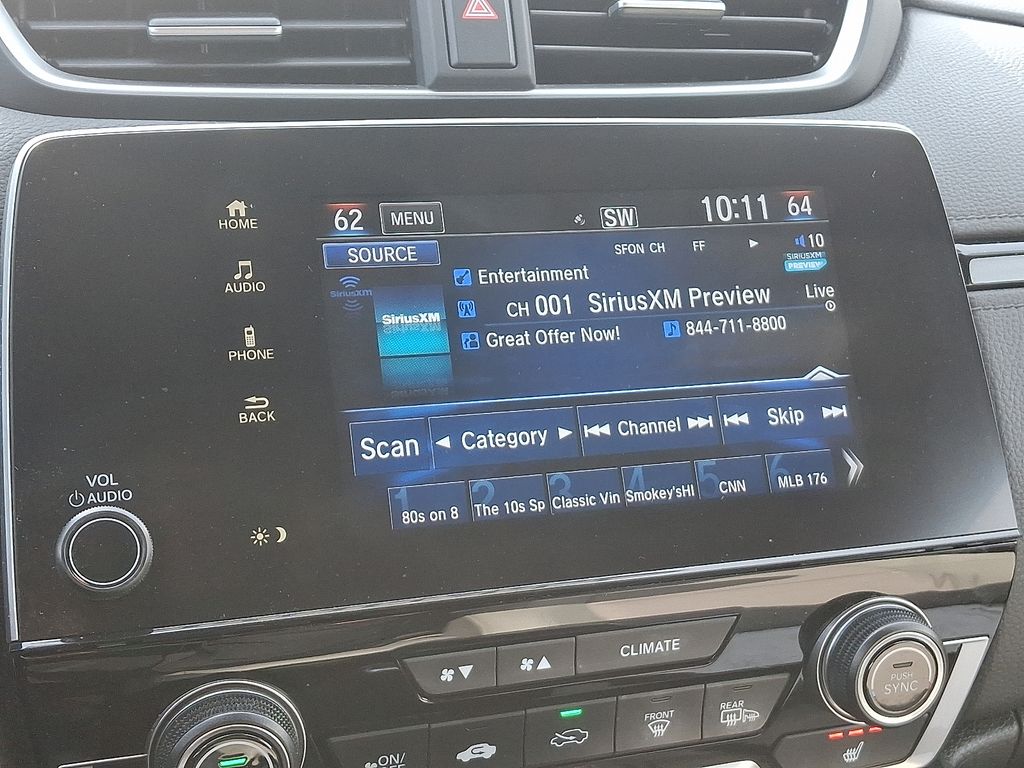 HOME
AUDIO
PHONE
BACK
VOL
AUDIO
62 MENU SW 10:11 64
SOURCE SFON CH FF 10
SiriusXM Entertainment SIRIUSXM
PREVIEW
SiriusXM CH 001 SiriusXM Preview Live
Great Offer Now! 844-711-8800
Scan Category Channel Skip
1 2 3 4 5 6
80s on 8 The 10s Sp Classic Vin Smokey'sHI CNN MLB 176
CLIMATE
PUSH
SYNC
FRONT REAR
ON/